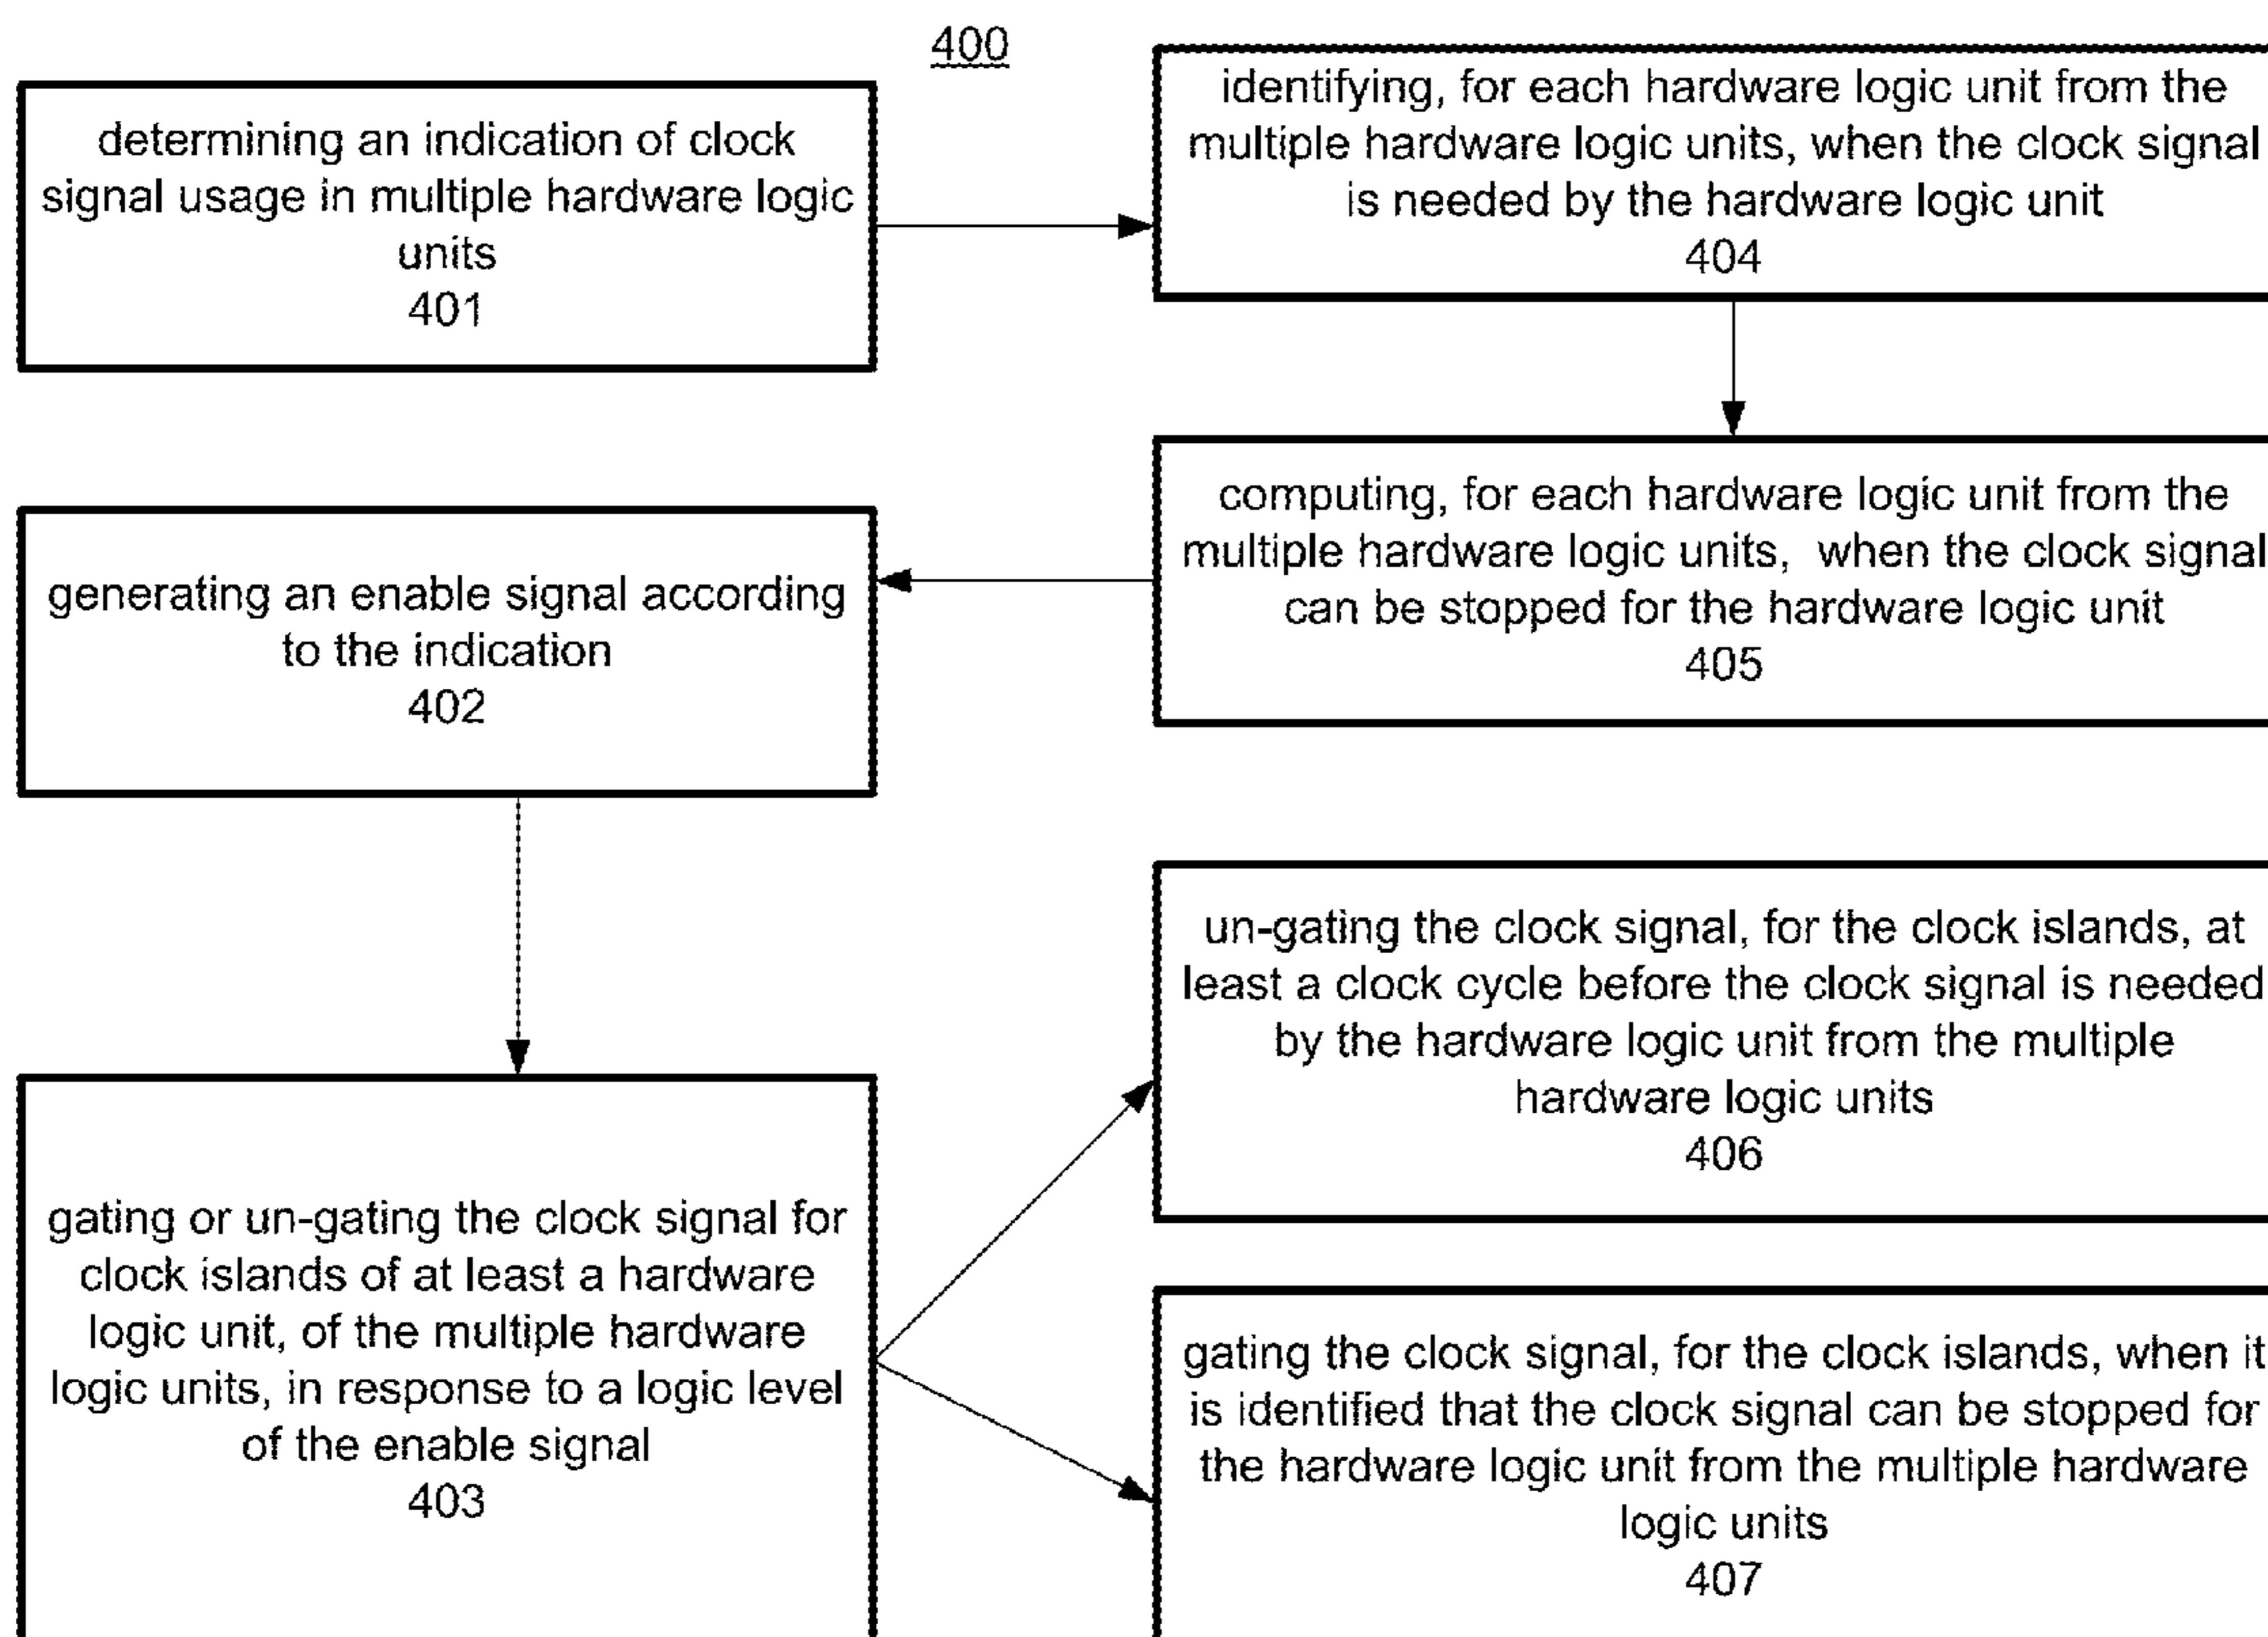 400
determining an indication of clock
signal usage in multiple hardware logic
units
401
identifying, for each hardware logic unit from the
multiple hardware logic units, when the clock signal
is needed by the hardware logic unit
404
computing, for each hardware logic unit from the
multiple hardware logic units, when the clock signal
can be stopped for the hardware logic unit
405
generating an enable signal according
to the indication
402
gating or un-gating the clock signal for
clock islands of at least a hardware
logic unit, of the multiple hardware
logic units, in response to a logic level
of the enable signal
403
un-gating the clock signal, for the clock islands, at
least a clock cycle before the clock signal is needed
by the hardware logic unit from the multiple
hardware logic units
406
gating the clock signal, for the clock islands, when it
is identified that the clock signal can be stopped for
the hardware logic unit from the multiple hardware
logic units
407